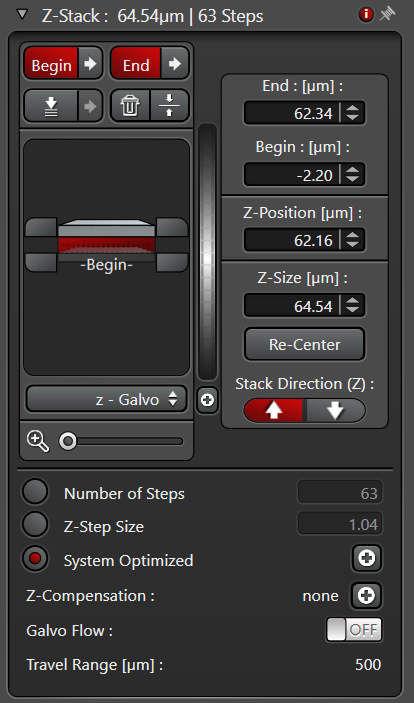 Z-Stack : 64.54µm | 63 Steps
Begin
End
End : [µm] :
62.34
Begin : [µm] :
-2.20
Z-Position [µm] :
62.16
Z-Size [µm] :
64.54
Re-Center
Stack Direction (Z) :
-Begin-
z - Galvo
Number of Steps 63
Z-Step Size 1.04
System Optimized
Z-Compensation : none
Galvo Flow : OFF
Travel Range [µm] : 500